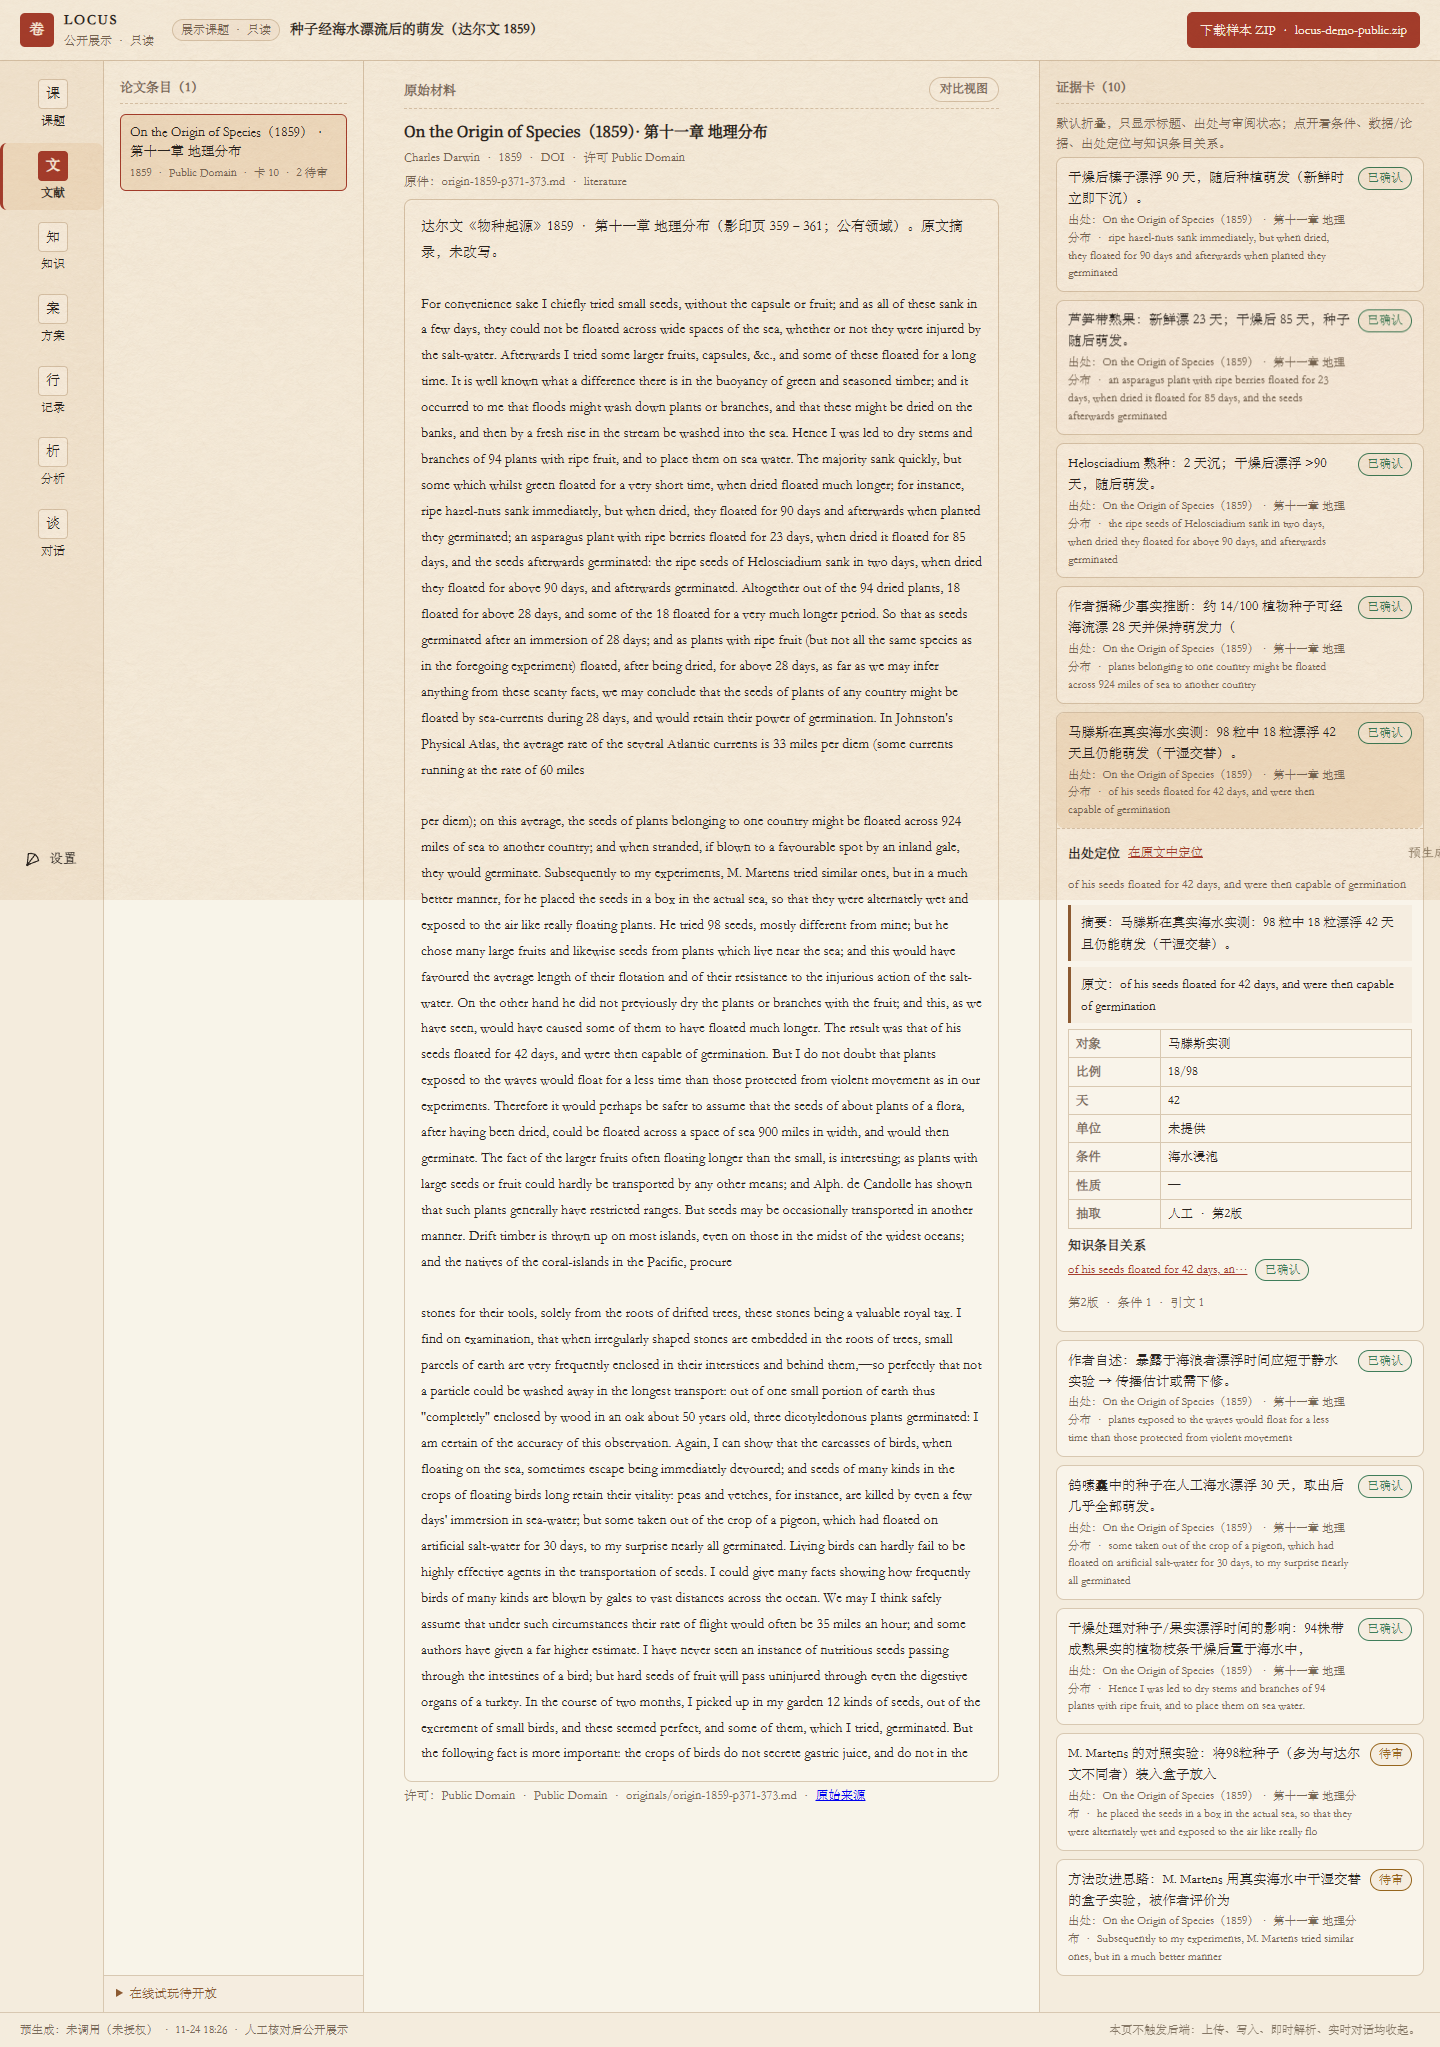 卷
LOCUS
公开展示 · 只读
展示课题 · 只读
种子经海水漂流后的萌发（达尔文 1859）
下载样本 ZIP · locus-demo-public.zip
课
课题
文
文献
知
知识
案
方案
行
记录
析
分析
谈
对话
设置
论文条目（1）
On the Origin of Species（1859） ·
第十一章 地理分布
1859 · Public Domain · 卡 10 · 2 待审
在线试玩待开放
原始材料
对比视图
On the Origin of Species（1859）· 第十一章 地理分布
Charles Darwin · 1859 · DOI · 许可 Public Domain
原件：origin-1859-p371-373.md · literature
达尔文《物种起源》1859 · 第十一章 地理分布（影印页 359 – 361；公有领域）。原文摘
录，未改写。
For convenience sake I chiefly tried small seeds, without the capsule or fruit; and as all of these sank in
a few days, they could not be floated across wide spaces of the sea, whether or not they were injured by
the salt-water. Afterwards I tried some larger fruits, capsules, &c., and some of these floated for a long
time. It is well known what a difference there is in the buoyancy of green and seasoned timber; and it
occurred to me that floods might wash down plants or branches, and that these might be dried on the
banks, and then by a fresh rise in the stream be washed into the sea. Hence I was led to dry stems and
branches of 94 plants with ripe fruit, and to place them on sea water. The majority sank quickly, but
some which whilst green floated for a very short time, when dried floated much longer; for instance,
ripe hazel-nuts sank immediately, but when dried, they floated for 90 days and afterwards when planted
they germinated; an asparagus plant with ripe berries floated for 23 days, when dried it floated for 85
days, and the seeds afterwards germinated: the ripe seeds of Helosciadium sank in two days, when dried
they floated for above 90 days, and afterwards germinated. Altogether out of the 94 dried plants, 18
floated for above 28 days, and some of the 18 floated for a very much longer period. So that as seeds
germinated after an immersion of 28 days; and as plants with ripe fruit (but not all the same species as
in the foregoing experiment) floated, after being dried, for above 28 days, as far as we may infer
anything from these scanty facts, we may conclude that the seeds of plants of any country might be
floated by sea-currents during 28 days, and would retain their power of germination. In Johnston's
Physical Atlas, the average rate of the several Atlantic currents is 33 miles per diem (some currents
running at the rate of 60 miles
per diem); on this average, the seeds of plants belonging to one country might be floated across 924
miles of sea to another country; and when stranded, if blown to a favourable spot by an inland gale,
they would germinate. Subsequently to my experiments, M. Martens tried similar ones, but in a much
better manner, for he placed the seeds in a box in the actual sea, so that they were alternately wet and
exposed to the air like really floating plants. He tried 98 seeds, mostly different from mine; but he
chose many large fruits and likewise seeds from plants which live near the sea; and this would have
favoured the average length of their flotation and of their resistance to the injurious action of the salt-
water. On the other hand he did not previously dry the plants or branches with the fruit; and this, as we
have seen, would have caused some of them to have floated much longer. The result was that of his
seeds floated for 42 days, and were then capable of germination. But I do not doubt that plants
exposed to the waves would float for a less time than those protected from violent movement as in our
experiments. Therefore it would perhaps be safer to assume that the seeds of about plants of a flora,
after having been dried, could be floated across a space of sea 900 miles in width, and would then
germinate. The fact of the larger fruits often floating longer than the small, is interesting; as plants with
large seeds or fruit could hardly be transported by any other means; and Alph. de Candolle has shown
that such plants generally have restricted ranges. But seeds may be occasionally transported in another
manner. Drift timber is thrown up on most islands, even on those in the midst of the widest oceans;
and the natives of the coral-islands in the Pacific, procure
stones for their tools, solely from the roots of drifted trees, these stones being a valuable royal tax. I
find on examination, that when irregularly shaped stones are embedded in the roots of trees, small
parcels of earth are very frequently enclosed in their interstices and behind them,—so perfectly that not
a particle could be washed away in the longest transport: out of one small portion of earth thus
"completely" enclosed by wood in an oak about 50 years old, three dicotyledonous plants germinated: I
am certain of the accuracy of this observation. Again, I can show that the carcasses of birds, when
floating on the sea, sometimes escape being immediately devoured; and seeds of many kinds in the
crops of floating birds long retain their vitality: peas and vetches, for instance, are killed by even a few
days' immersion in sea-water; but some taken out of the crop of a pigeon, which had floated on
artificial salt-water for 30 days, to my surprise nearly all germinated. Living birds can hardly fail to be
highly effective agents in the transportation of seeds. I could give many facts showing how frequently
birds of many kinds are blown by gales to vast distances across the ocean. We may I think safely
assume that under such circumstances their rate of flight would often be 35 miles an hour; and some
authors have given a far higher estimate. I have never seen an instance of nutritious seeds passing
through the intestines of a bird; but hard seeds of fruit will pass uninjured through even the digestive
organs of a turkey. In the course of two months, I picked up in my garden 12 kinds of seeds, out of the
excrement of small birds, and these seemed perfect, and some of them, which I tried, germinated. But
the following fact is more important: the crops of birds do not secrete gastric juice, and do not in the
许可：Public Domain · Public Domain · originals/origin-1859-p371-373.md · 原始来源
证据卡（10）
默认折叠，只显示标题、出处与审阅状态；点开看条件、数据/论
据、出处定位与知识条目关系。
干燥后榛子漂浮 90 天，随后种植萌发（新鲜时
立即下沉）。
已确认
出处：On the Origin of Species（1859） · 第十一章 地理
分布 · ripe hazel-nuts sank immediately, but when dried,
they floated for 90 days and afterwards when planted they
germinated
芦笋带熟果：新鲜漂 23 天；干燥后 85 天，种子
随后萌发。
已确认
出处：On the Origin of Species（1859） · 第十一章 地理
分布 · an asparagus plant with ripe berries floated for 23
days, when dried it floated for 85 days, and the seeds
afterwards germinated
Helosciadium 熟种：2 天沉；干燥后漂浮 >90
天，随后萌发。
已确认
出处：On the Origin of Species（1859） · 第十一章 地理
分布 · the ripe seeds of Helosciadium sank in two days,
when dried they floated for above 90 days, and afterwards
germinated
作者据稀少事实推断：约 14/100 植物种子可经
海流漂 28 天并保持萌发力（
已确认
出处：On the Origin of Species（1859） · 第十一章 地理
分布 · plants belonging to one country might be floated
across 924 miles of sea to another country
马滕斯在真实海水实测：98 粒中 18 粒漂浮 42
天且仍能萌发（干湿交替）。
已确认
出处：On the Origin of Species（1859） · 第十一章 地理
分布 · of his seeds floated for 42 days, and were then
capable of germination
出处定位 在原文中定位
预生成
of his seeds floated for 42 days, and were then capable of germination
摘要：马滕斯在真实海水实测：98 粒中 18 粒漂浮 42 天
且仍能萌发（干湿交替）。
原文：of his seeds floated for 42 days, and were then capable
of germination
对象 马滕斯实测
比例 18/98
天 42
单位 未提供
条件 海水浸泡
性质 —
抽取 人工 · 第2版
知识条目关系
of his seeds floated for 42 days, an… 已确认
第2版 · 条件 1 · 引文 1
作者自述：暴露于海浪者漂浮时间应短于静水
实验 → 传播估计或需下修。
已确认
出处：On the Origin of Species（1859） · 第十一章 地理
分布 · plants exposed to the waves would float for a less
time than those protected from violent movement
鸽嗉囊中的种子在人工海水漂浮 30 天，取出后
几乎全部萌发。
已确认
出处：On the Origin of Species（1859） · 第十一章 地理
分布 · some taken out of the crop of a pigeon, which had
floated on artificial salt-water for 30 days, to my surprise nearly
all germinated
干燥处理对种子/果实漂浮时间的影响：94株带
成熟果实的植物枝条干燥后置于海水中，
已确认
出处：On the Origin of Species（1859） · 第十一章 地理
分布 · Hence I was led to dry stems and branches of 94
plants with ripe fruit, and to place them on sea water.
M. Martens 的对照实验：将98粒种子（多为与达尔
文不同者）装入盒子放入
待审
出处：On the Origin of Species（1859） · 第十一章 地理分
布 · he placed the seeds in a box in the actual sea, so that they
were alternately wet and exposed to the air like really flo
方法改进思路：M. Martens 用真实海水中干湿交替
的盒子实验，被作者评价为
待审
出处：On the Origin of Species（1859） · 第十一章 地理分
布 · Subsequently to my experiments, M. Martens tried similar
ones, but in a much better manner
预生成：未调用（未授权） · 11-24 18:26 · 人工核对后公开展示
本页不触发后端：上传、写入、即时解析、实时对话均收起。